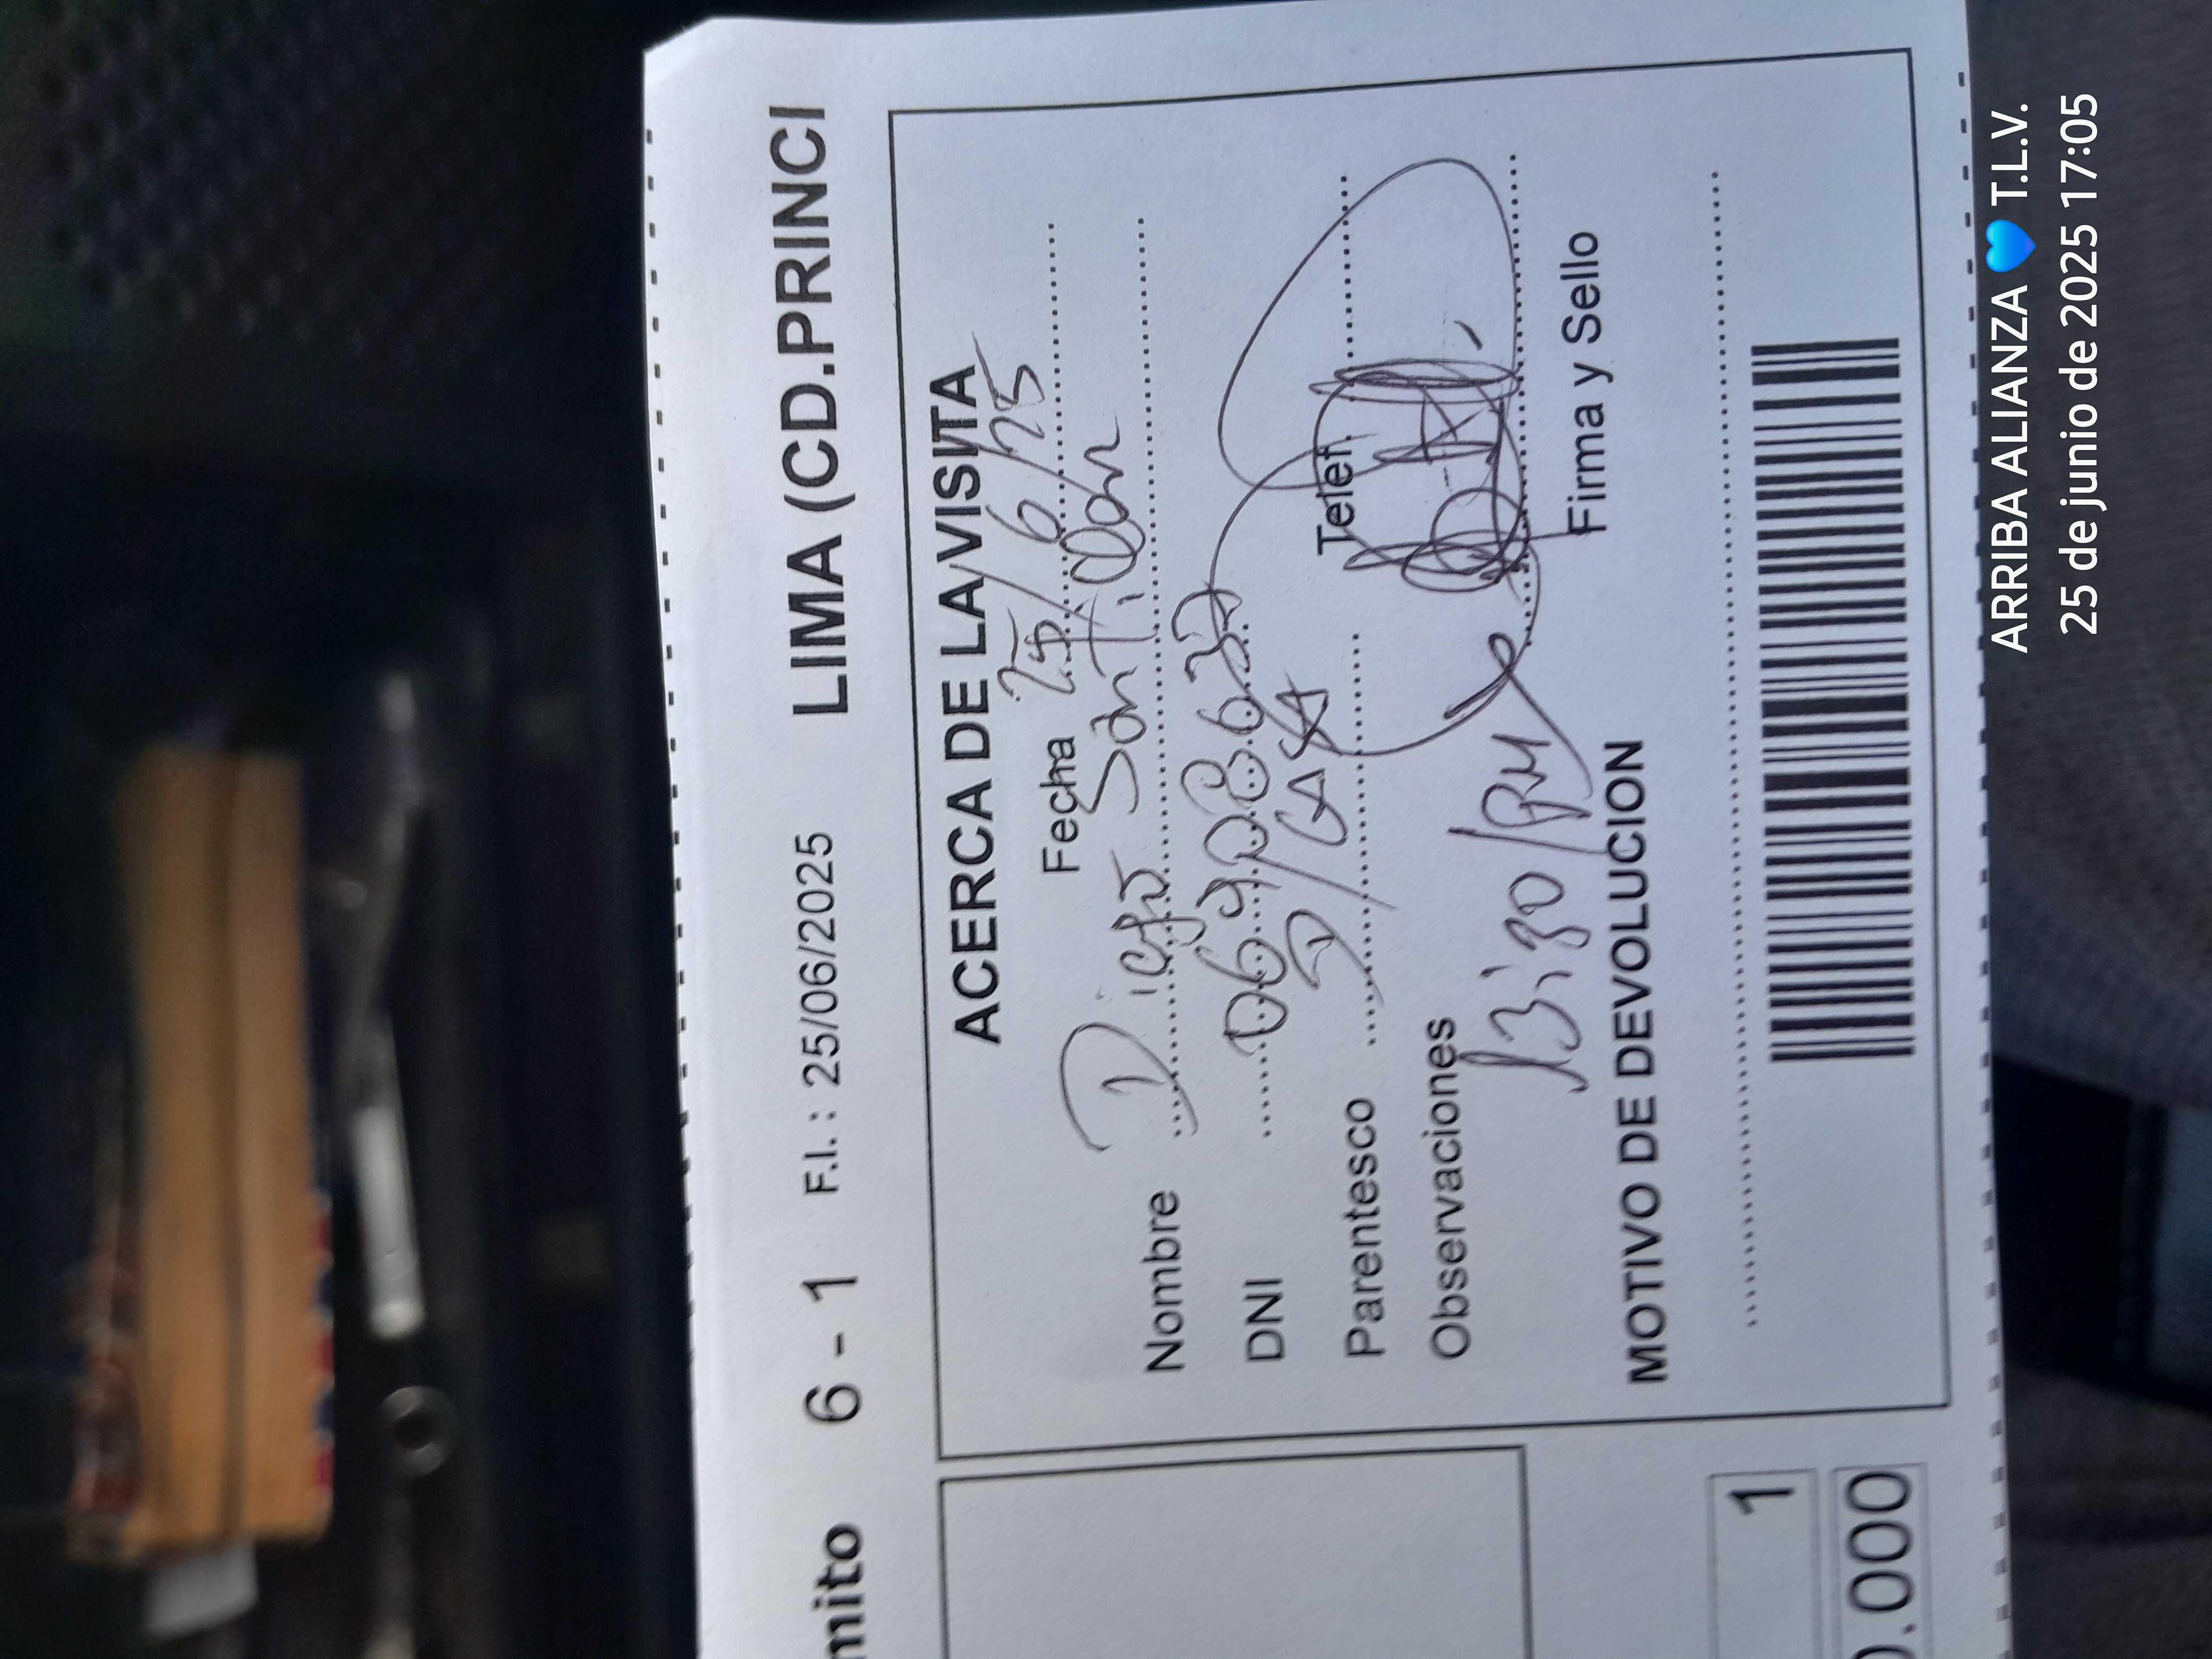 mito 6 - 1 F.I.: 25/06/2025 LIMA (CD.PRINCI
ACERCA DE LA VISITA
Fecha 25/6/25
Nombre Diego Santillan
DNI
Parentesco D/CASA Telef.
Observaciones
Firma y Sello
MOTIVO DE DEVOLUCION
1
0.000
ARRIBA ALIANZA 💙 T.L.V.
25 de junio de 2025 17:05